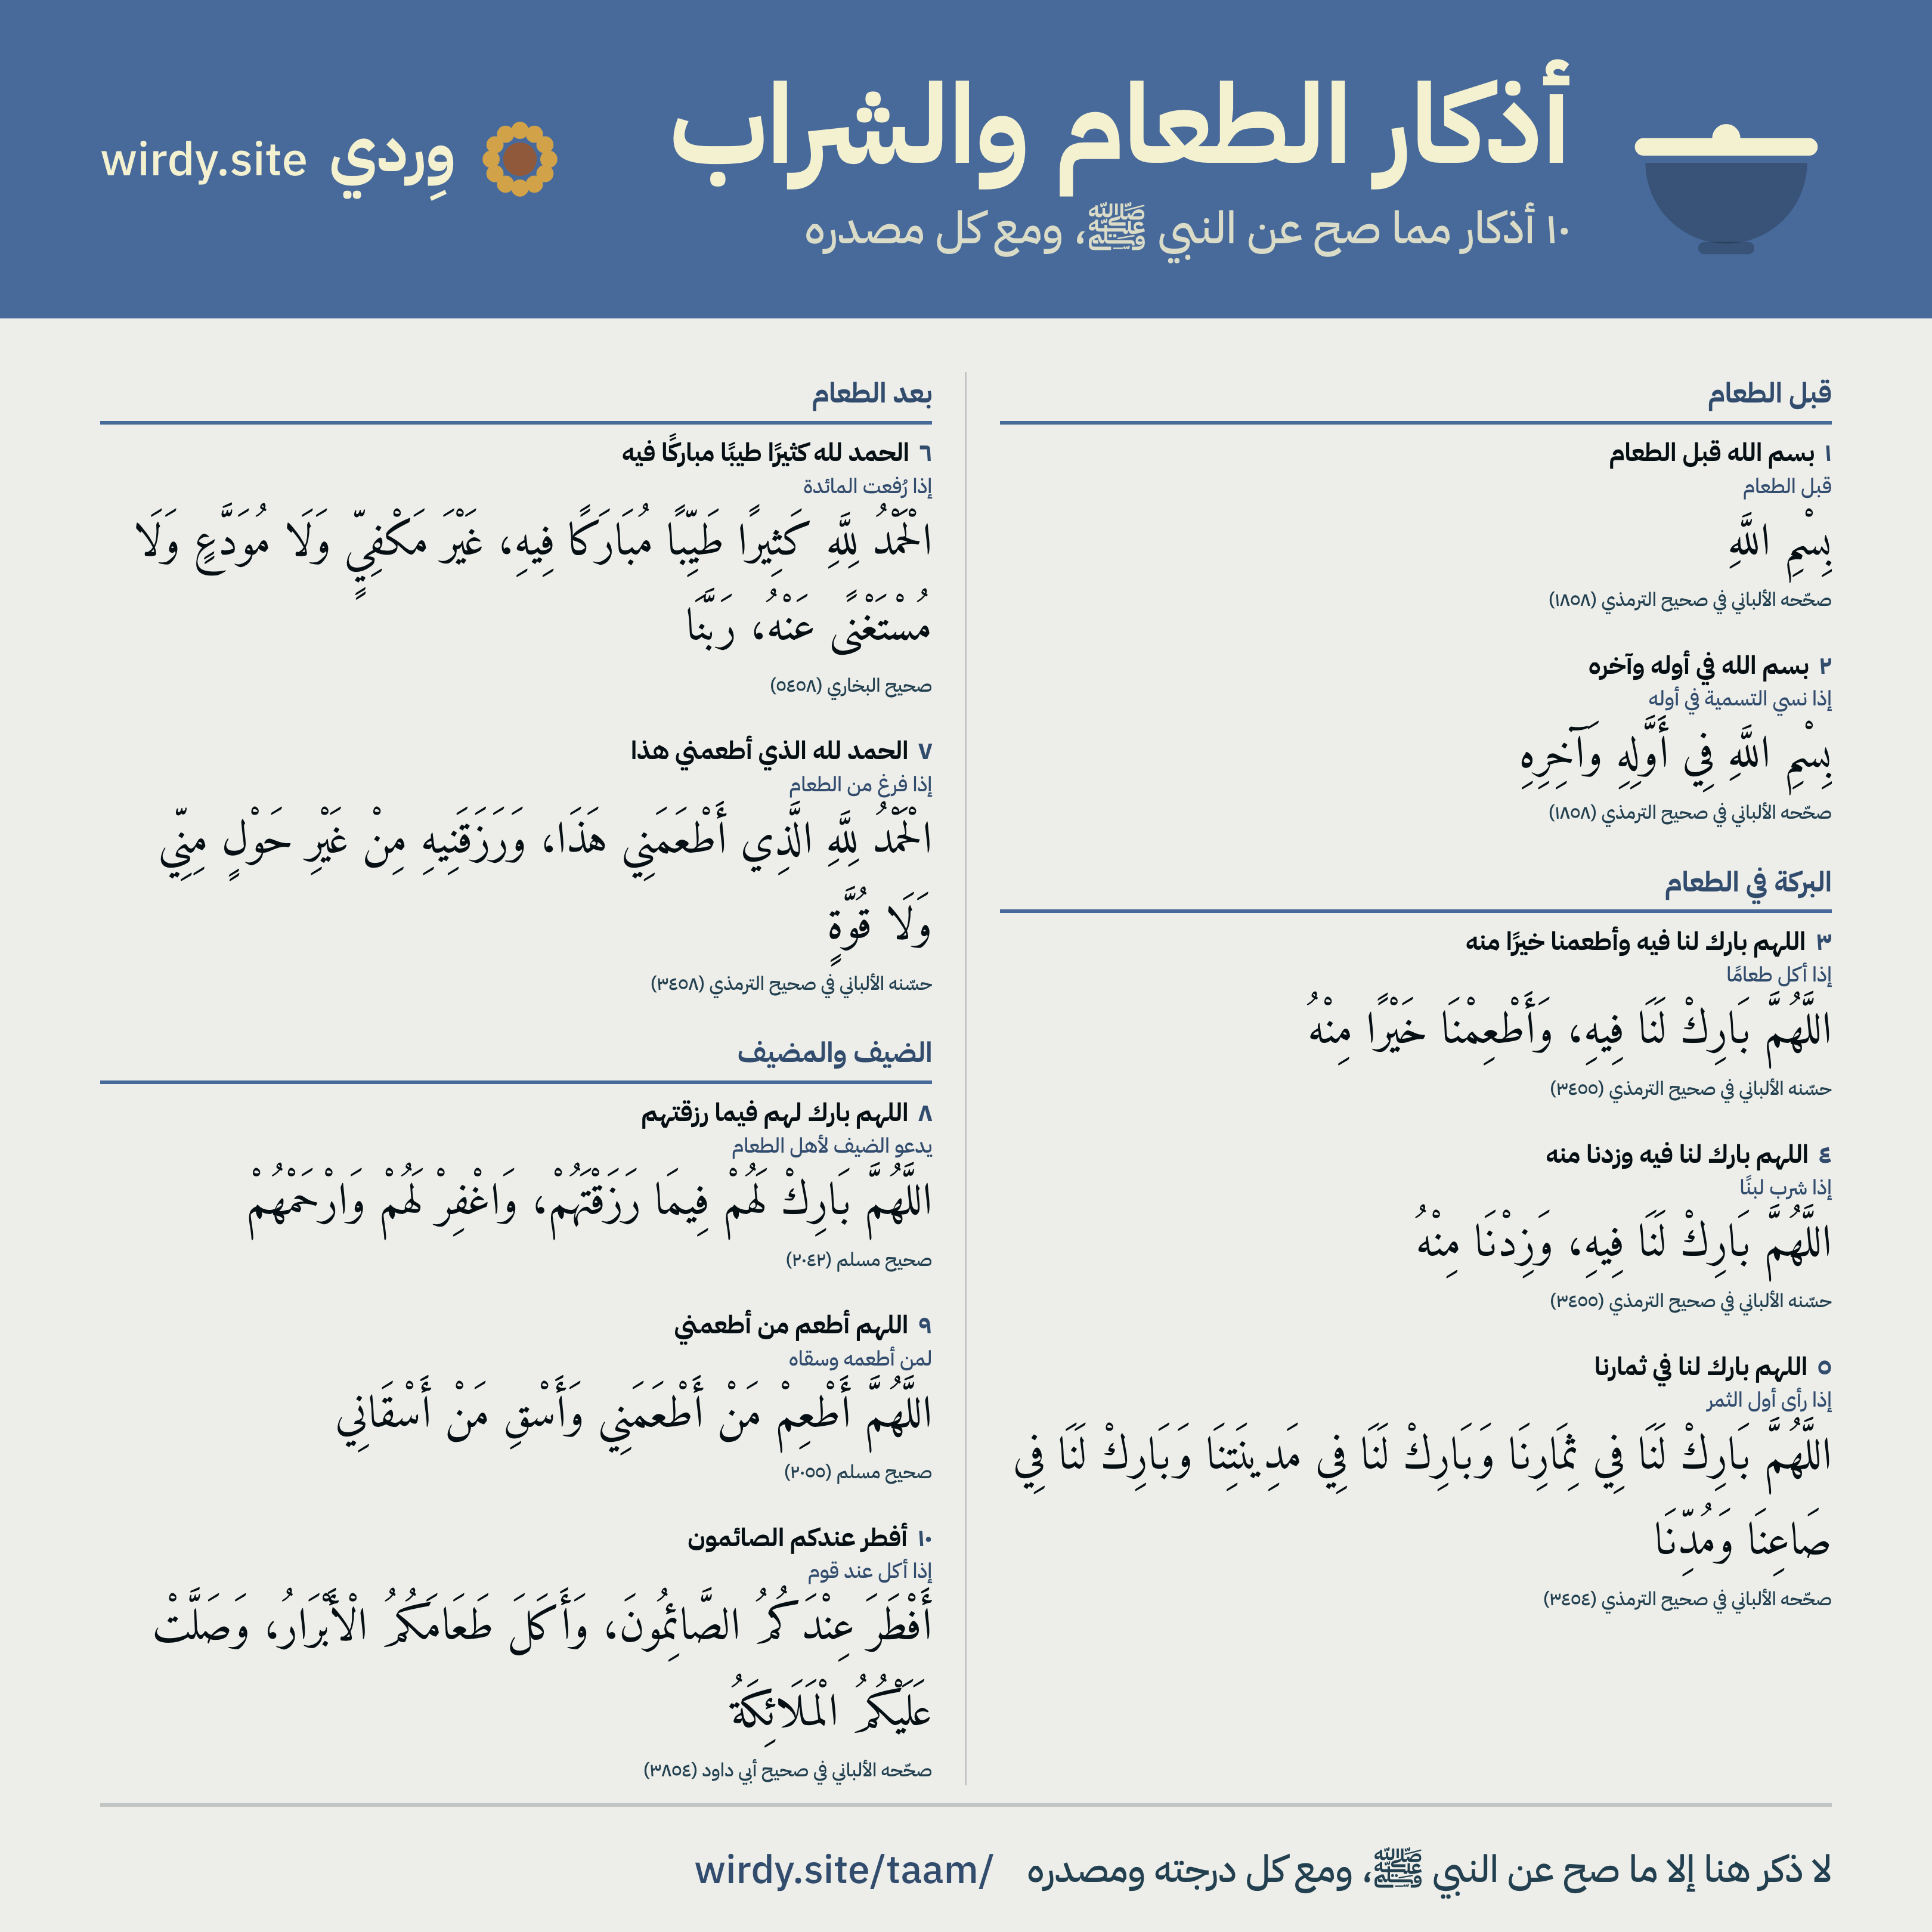 أذكار الطعام والشراب
١٠ أذكار مما صح عن النبي ﷺ، ومع كل مصدره
وِردي wirdy.site
قبل الطعام
١ بسم الله قبل الطعام
قبل الطعام
بِسْمِ اللَّهِ
صحّحه الألباني في صحيح الترمذي (١٨٥٨)
٢ بسم الله في أوله وآخره
إذا نسي التسمية في أوله
بِسْمِ اللَّهِ فِي أَوَّلِهِ وَآخِرِهِ
صحّحه الألباني في صحيح الترمذي (١٨٥٨)
البركة في الطعام
٣ اللهم بارك لنا فيه وأطعمنا خيرًا منه
إذا أكل طعامًا
اللَّهُمَّ بَارِكْ لَنَا فِيهِ، وَأَطْعِمْنَا خَيْرًا مِنْهُ
حسّنه الألباني في صحيح الترمذي (٣٤٥٥)
٤ اللهم بارك لنا فيه وزدنا منه
إذا شرب لبنًا
اللَّهُمَّ بَارِكْ لَنَا فِيهِ، وَزِدْنَا مِنْهُ
حسّنه الألباني في صحيح الترمذي (٣٤٥٥)
٥ اللهم بارك لنا في ثمارنا
إذا رأى أول الثمر
اللَّهُمَّ بَارِكْ لَنَا فِي ثِمَارِنَا وَبَارِكْ لَنَا فِي مَدِينَتِنَا وَبَارِكْ لَنَا فِي
صَاعِنَا وَمُدِّنَا
صحّحه الألباني في صحيح الترمذي (٣٤٥٤)
بعد الطعام
٦ الحمد لله كثيرًا طيبًا مباركًا فيه
إذا رُفعت المائدة
الْحَمْدُ لِلَّهِ كَثِيرًا طَيِّبًا مُبَارَكًا فِيهِ، غَيْرَ مَكْفِيٍّ وَلَا مُوَدَّعٍ وَلَا
مُسْتَغْنًى عَنْهُ، رَبَّنَا
صحيح البخاري (٥٤٥٨)
٧ الحمد لله الذي أطعمني هذا
إذا فرغ من الطعام
الْحَمْدُ لِلَّهِ الَّذِي أَطْعَمَنِي هَذَا، وَرَزَقَنِيهِ مِنْ غَيْرِ حَوْلٍ مِنِّي
وَلَا قُوَّةٍ
حسّنه الألباني في صحيح الترمذي (٣٤٥٨)
الضيف والمضيف
٨ اللهم بارك لهم فيما رزقتهم
يدعو الضيف لأهل الطعام
اللَّهُمَّ بَارِكْ لَهُمْ فِيمَا رَزَقْتَهُمْ، وَاغْفِرْ لَهُمْ وَارْحَمْهُمْ
صحيح مسلم (٢٠٤٢)
٩ اللهم أطعم من أطعمني
لمن أطعمه وسقاه
اللَّهُمَّ أَطْعِمْ مَنْ أَطْعَمَنِي وَأَسْقِ مَنْ أَسْقَانِي
صحيح مسلم (٢٠٥٥)
١٠ أفطر عندكم الصائمون
إذا أكل عند قوم
أَفْطَرَ عِنْدَكُمُ الصَّائِمُونَ، وَأَكَلَ طَعَامَكُمُ الْأَبْرَارُ، وَصَلَّتْ
عَلَيْكُمُ الْمَلَائِكَةُ
صحّحه الألباني في صحيح أبي داود (٣٨٥٤)
لا ذكر هنا إلا ما صح عن النبي ﷺ، ومع كل درجته ومصدره wirdy.site/taam/